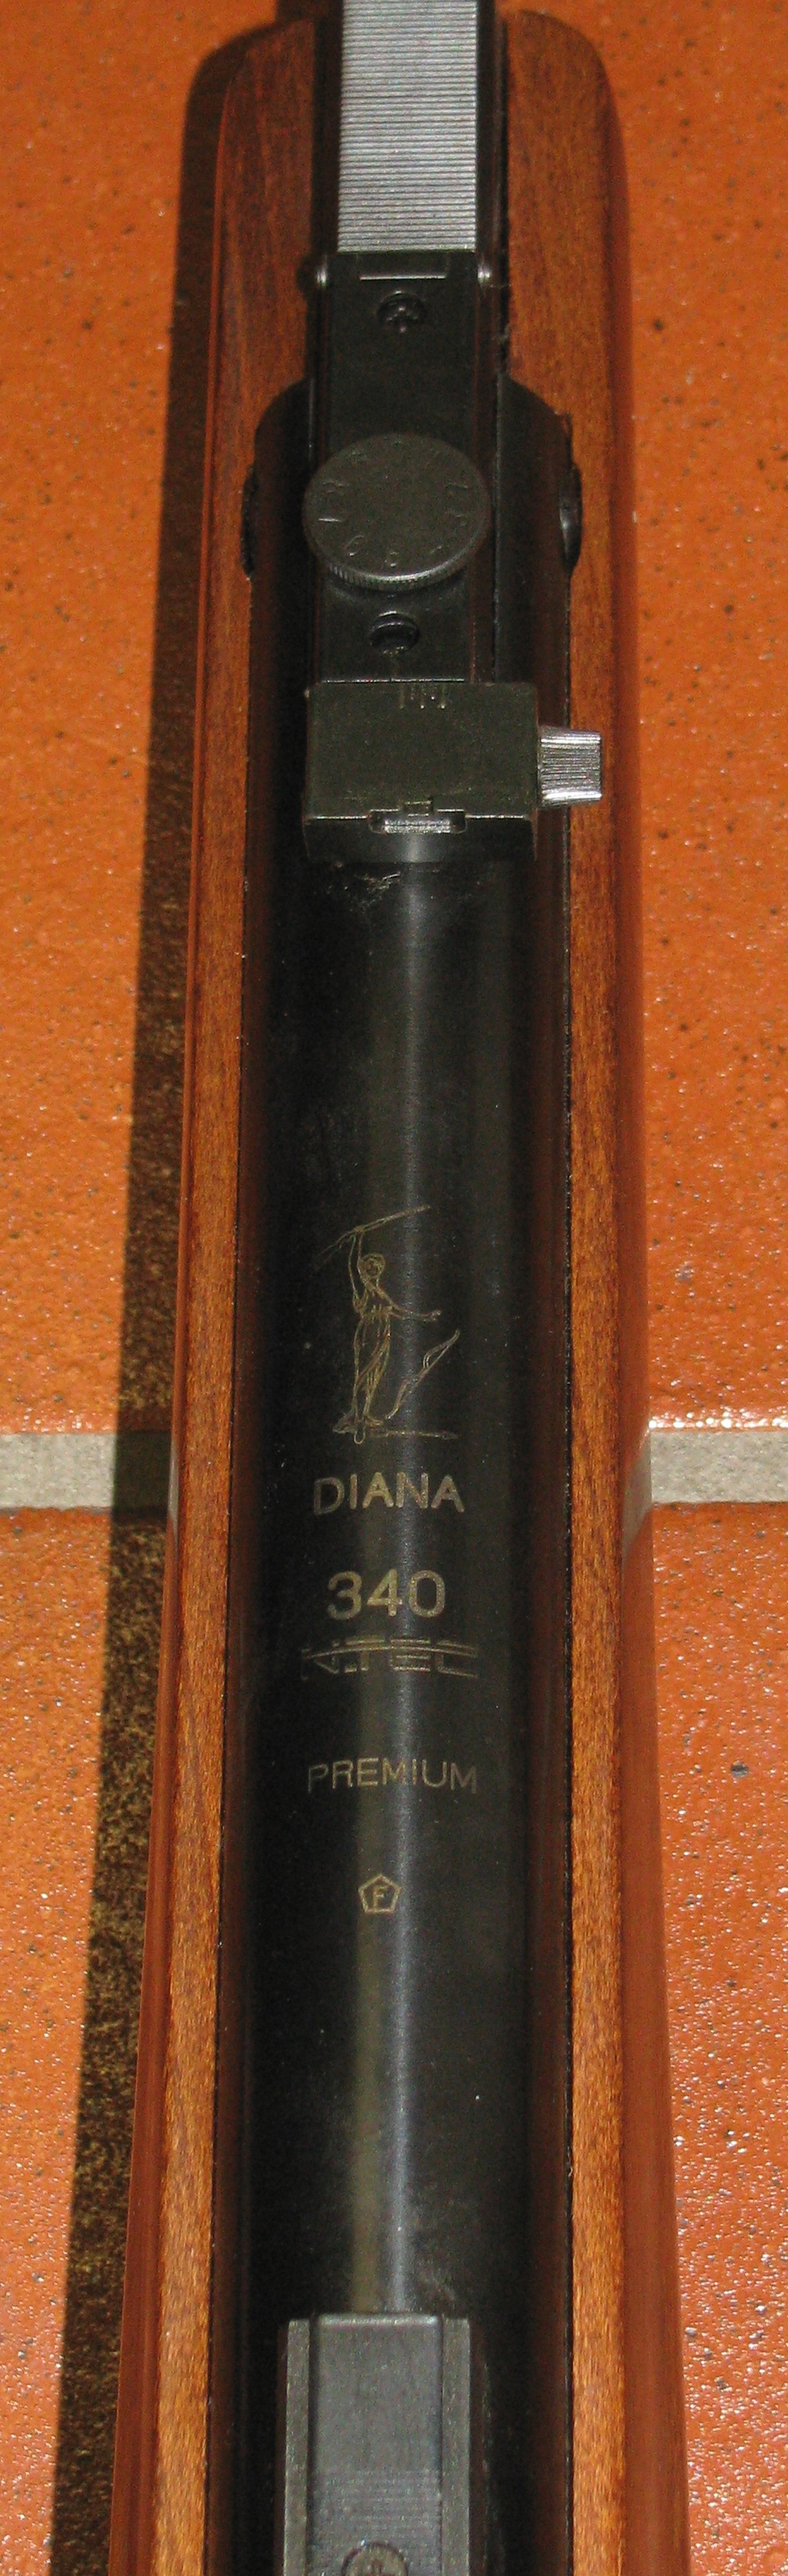 DIANA
340
N-TEC
PREMIUM
F